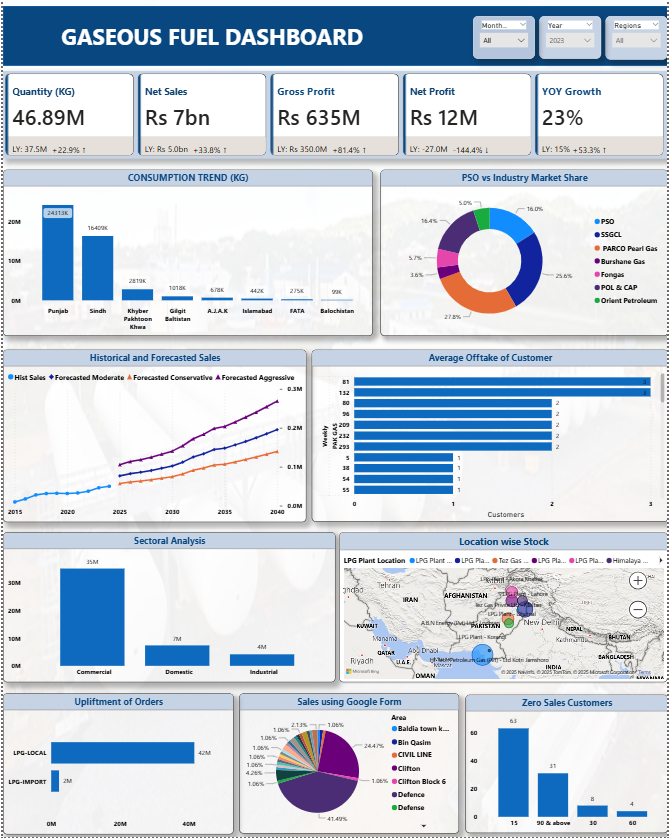 GASEOUS FUEL DASHBOARD
Month..
All
Year
2023
Regions
All
Quantity (KG)
46.89M
LY: 37.5M +22.9% ↑
Net Sales
Rs 7bn
LY: Rs 5.0bn +33.8% ↑
Gross Profit
Rs 635M
LY: Rs 350.0M +81.4% ↑
Net Profit
Rs 12M
LY: -27.0M -144.4% ↓
YOY Growth
23%
LY: 15% +53.3% ↑
CONSUMPTION TREND (KG)
20M
10M
0M
24313K
16409K
2819K
1018K
678K
442K
275K
99K
Punjab
Sindh
Khyber
Pakhtoon
Khwa
Gilgit
Baltistan
A.J.A.K
Islamabad
FATA
Balochistan
PSO vs Industry Market Share
5.0%
16.0%
16.4%
5.7%
3.6%
25.6%
27.8%
PSO
SSGCL
PARCO Pearl Gas
Burshane Gas
Fongas
POL & CAP
Orient Petroleum
Historical and Forecasted Sales
Hist Sales Forecasted Moderate Forecasted Conservative Forecasted Aggressive
0.3M
0.2M
0.1M
0.0M
2015 2020 2025 2030 2035 2040
Average Offtake of Customer
Weekly
PAK GAS
81
132
80 2
96 2
209 2
232 2
293 2
5 1
38 1
54 1
55 1
0 1 2 3
Customers
Sectoral Analysis
30M
20M
10M
0M
35M
7M
4M
Commercial Domestic Industrial
Location wise Stock
LPG Plant Location LPG Plant ... LPG Pla... Tez Gas ... LPG Pla... LPG Pla... Himalaya ...
Tehran
IRAN
AFGHANISTAN
KUWAIT
PAKISTAN
New Delhi
NEPAL
Kathmandu
BHUTAN
Manama
QATAR
Abu Dhabi
U.A.E.
Riyadh
Muscat
OMAN
INDIA
BANGLADESH
Microsoft Bing
Terms
Upliftment of Orders
LPG-LOCAL 42M
LPG-IMPORT 2M
0M 20M 40M
Sales using Google Form
2.13%
1.06%
1.06%
1.06%
1.06%
1.06%
4.26%
1.06%
24.47%
1.06%
41.49%
Area
Baldia town k...
Bin Qasim
CIVIL LINE
Clifton
Clifton Block 6
Defence
Defense
Zero Sales Customers
60
40
20
0
63
31
8
4
15 90 & above 30 60